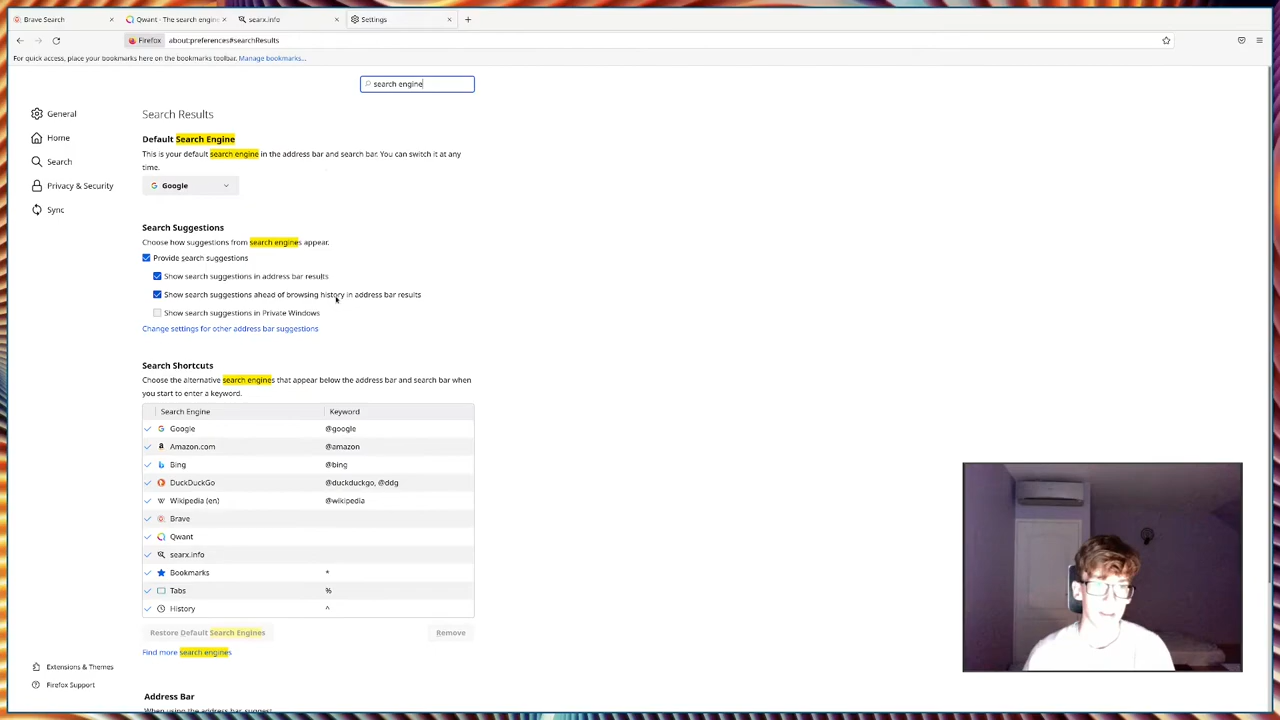 Brave Search
Qwant - The search engine
searx.info
Settings
Firefox
about:preferences#searchResults
For quick access, place your bookmarks here on the bookmarks toolbar. Manage bookmarks...
search engine
General
Home
Search
Privacy & Security
Sync
Search Results
Default Search Engine
This is your default search engine in the address bar and search bar. You can switch it at any
time.
Google
Search Suggestions
Choose how suggestions from search engines appear.
Provide search suggestions
Show search suggestions in address bar results
Show search suggestions ahead of browsing history in address bar results
Show search suggestions in Private Windows
Change settings for other address bar suggestions
Search Shortcuts
Choose the alternative search engines that appear below the address bar and search bar when
you start to enter a keyword.
Search Engine Keyword
Google @google
Amazon.com @amazon
Bing @bing
DuckDuckGo @duckduckgo, @ddg
Wikipedia (en) @wikipedia
Brave
Qwant
searx.info
Bookmarks *
Tabs %
History ^
Restore Default Search Engines Remove
Find more search engines
Extensions & Themes
Firefox Support
Address Bar
When using the address bar, suggest